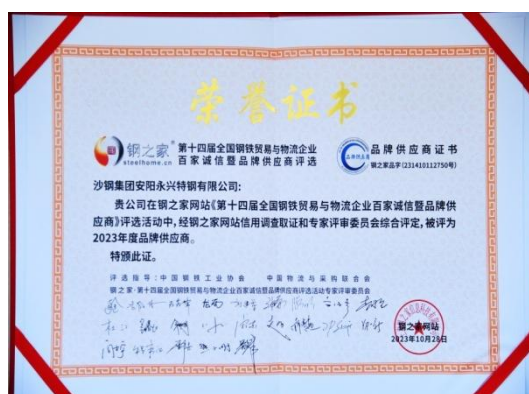 荣誉证书
钢之家
steelhome.cn
第十四届全国钢铁贸易与物流企业
百家诚信暨品牌供应商评选
品牌供应商证书
钢之家品字(231410112750号)
沙钢集团安阳永兴特钢有限公司:
贵公司在钢之家网站《第十四届全国钢铁贸易与物流企业百家诚信暨品牌供
应商》评选活动中,经钢之家网站信用调查取证和专家评审委员会综合评定,被评为
2023年度品牌供应商。
特颁此证。
评选指导:中国钢铁工业协会 中国物流与采购联合会
钢之家·第十四届全国钢铁贸易与物流企业百家诚信暨品牌供应商评选活动专家评审委员会
钢之家网站
2023年10月28日